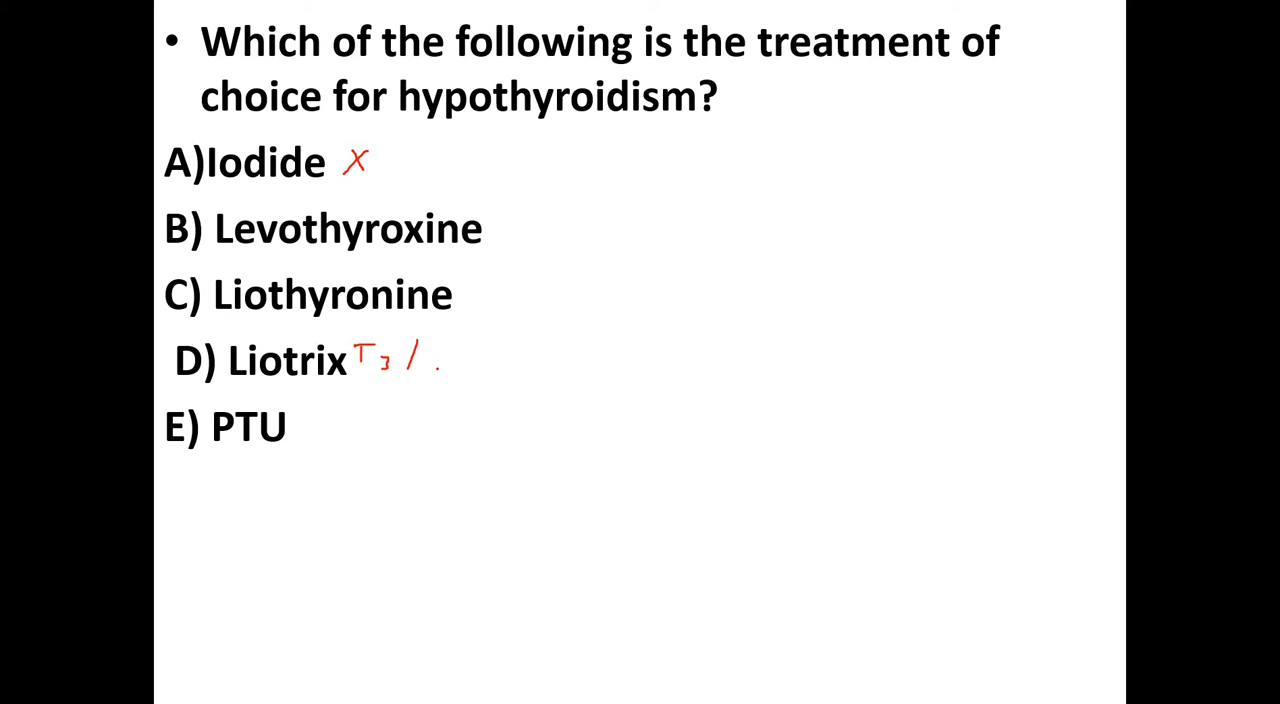 • Which of the following is the treatment of
choice for hypothyroidism?
A)Iodide X
B) Levothyroxine
C) Liothyronine
D) Liotrix T3 /
E) PTU